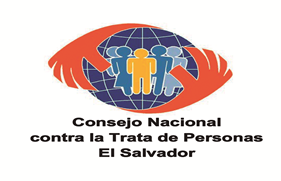 Consejo Nacional
contra la Trata de Personas
El Salvador